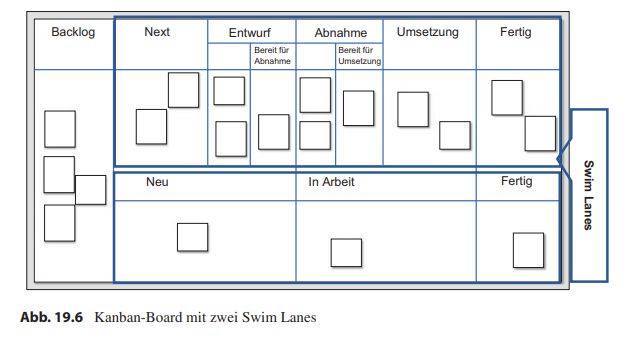 Backlog
Next
Entwurf
Abnahme
Umsetzung
Fertig
Bereit für
Abnahme
Bereit für
Umsetzung
Neu
In Arbeit
Fertig
Swim Lanes
Abb. 19.6 Kanban-Board mit zwei Swim Lanes